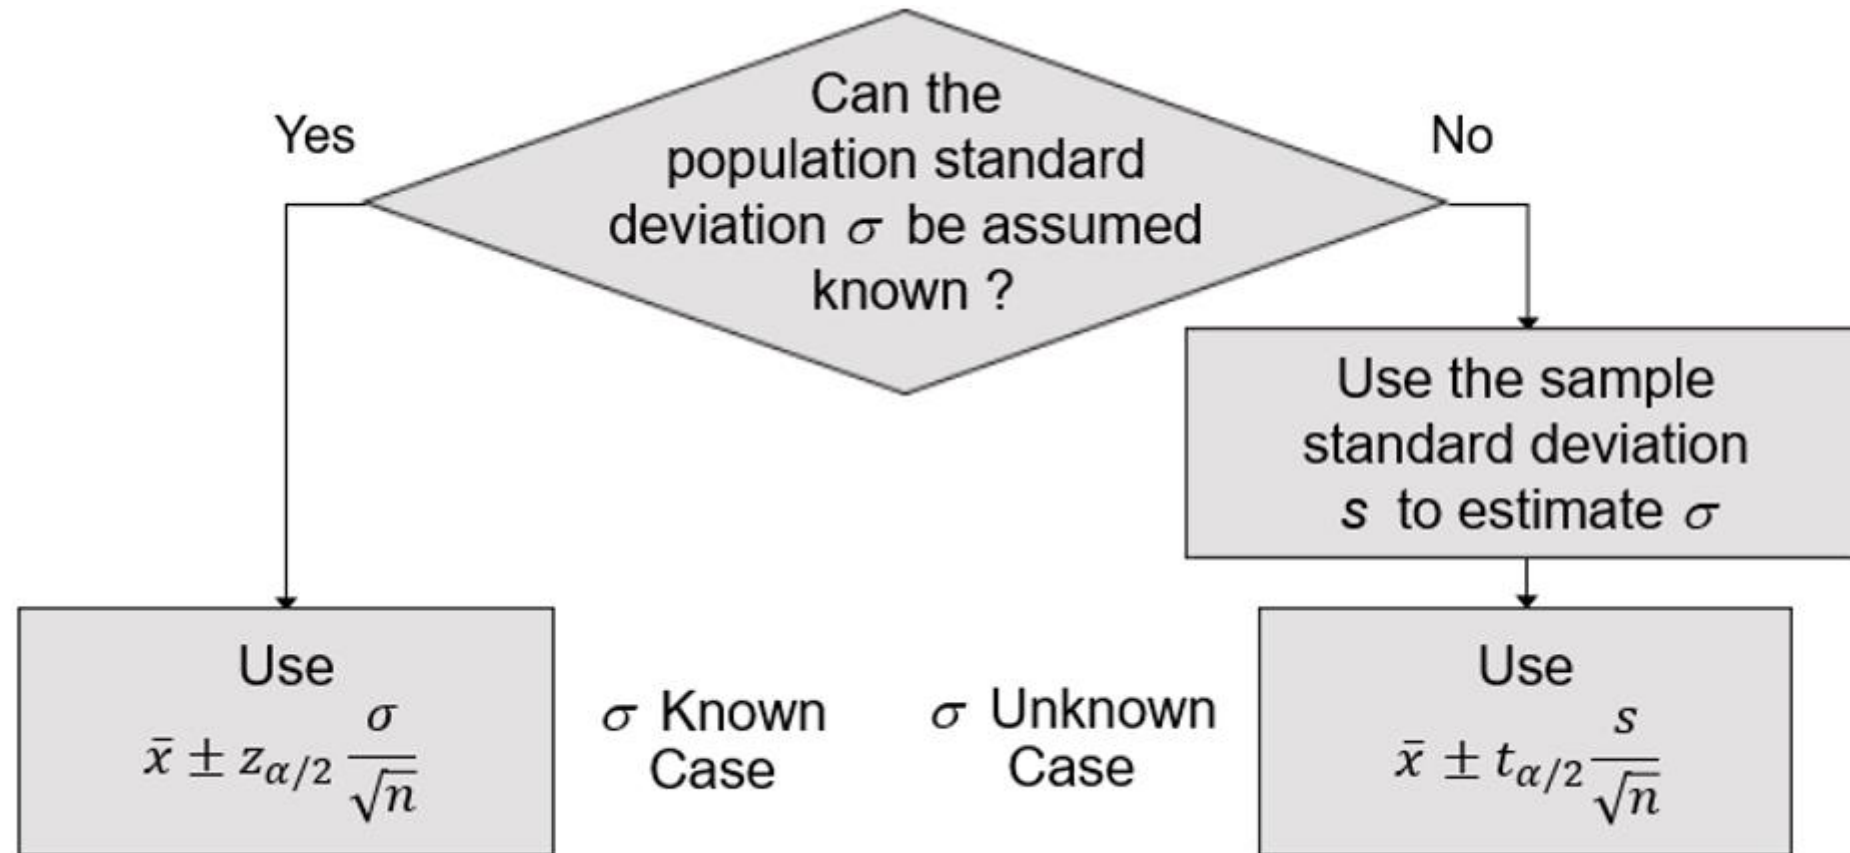 Can the
population standard
deviation σ be assumed
known ?
Yes
No
Use the sample
standard deviation
s to estimate σ
Use
x̄ ± z_{α/2} σ/√n
σ Known
Case
σ Unknown
Case
Use
x̄ ± t_{α/2} s/√n